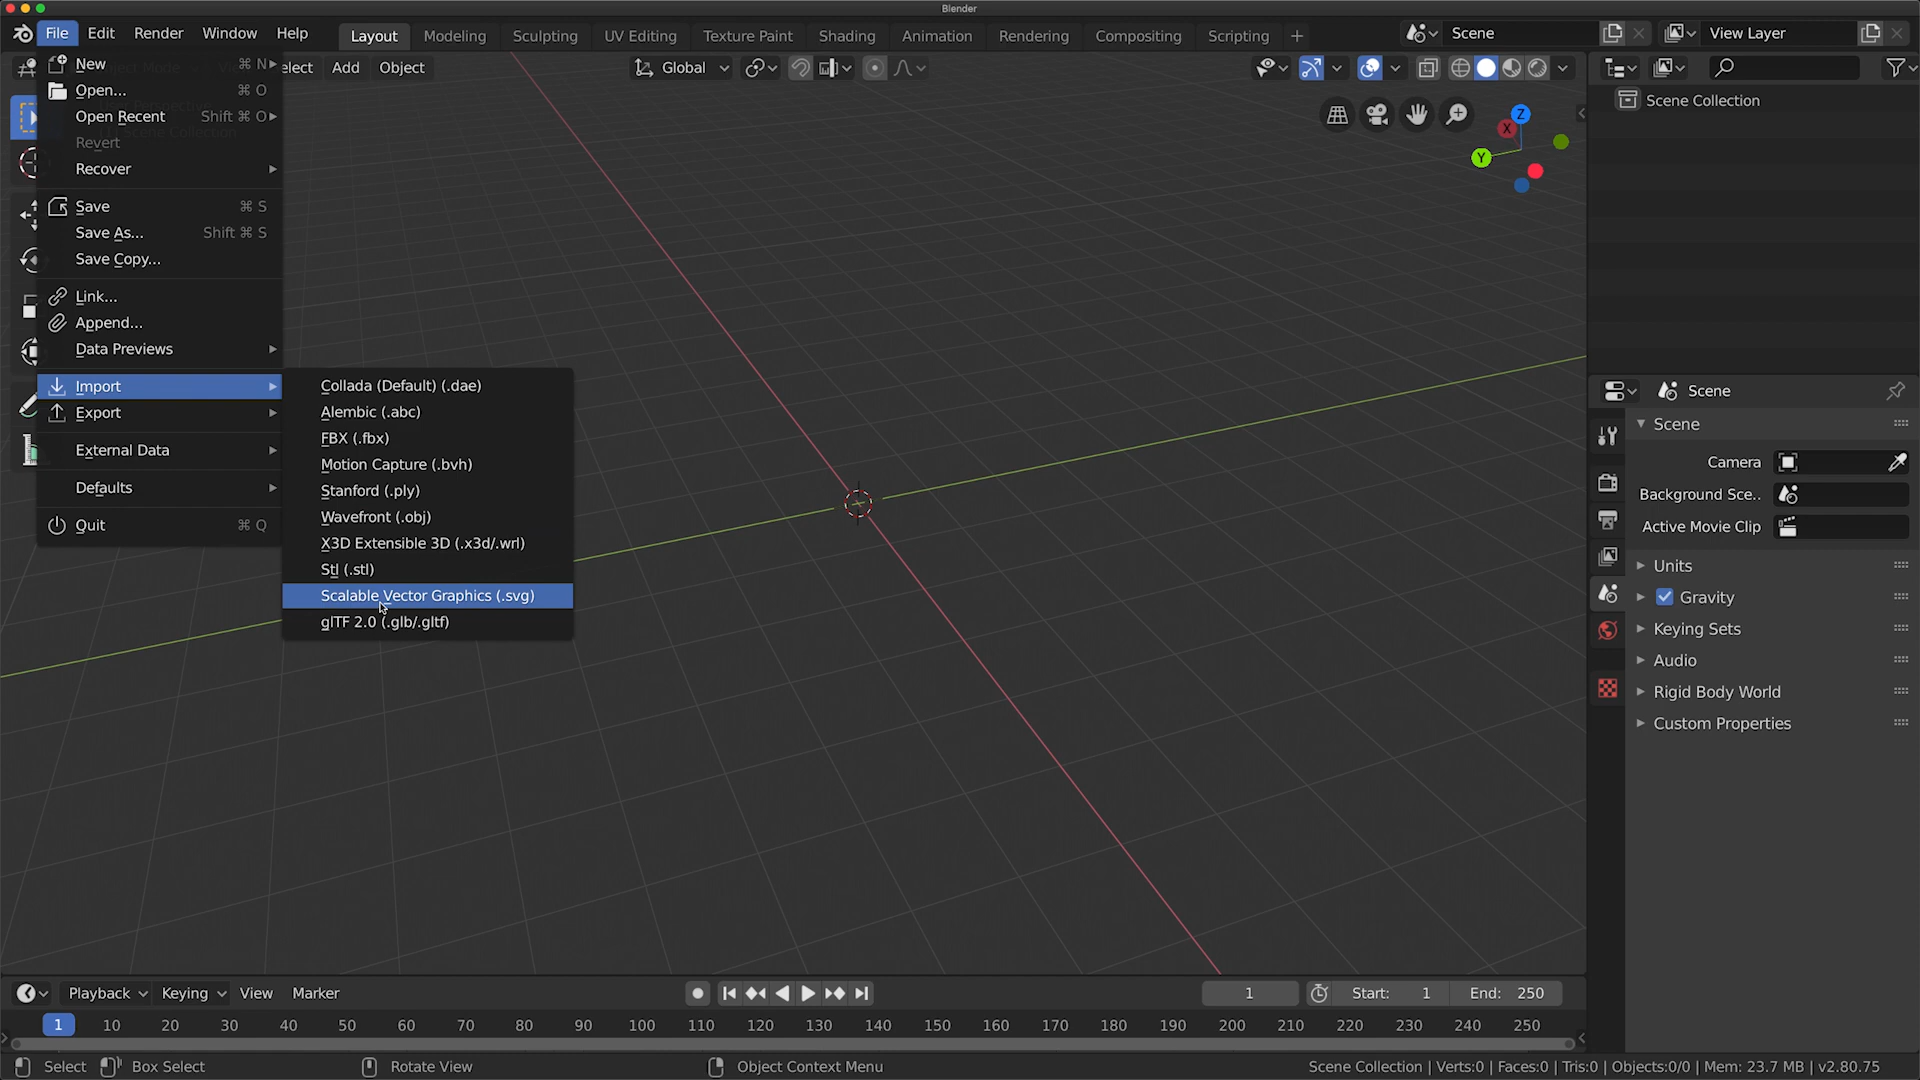 Blender
File Edit Render Window Help Layout Modeling Sculpting UV Editing Texture Paint Shading Animation Rendering Compositing Scripting + Scene View Layer
elect Add Object Global
New ⌘ N
Open... ⌘ O
Open Recent Shift ⌘ O
Revert
Recover
Save ⌘ S
Save As... Shift ⌘ S
Save Copy...
Link...
Append...
Data Previews
Import
Export
External Data
Defaults
Quit ⌘ Q
Collada (Default) (.dae)
Alembic (.abc)
FBX (.fbx)
Motion Capture (.bvh)
Stanford (.ply)
Wavefront (.obj)
X3D Extensible 3D (.x3d/.wrl)
Stl (.stl)
Scalable Vector Graphics (.svg)
glTF 2.0 (.glb/.gltf)
Z
X
Y
Scene Collection
Scene
Scene
Camera
Background Sce..
Active Movie Clip
Units
Gravity
Keying Sets
Audio
Rigid Body World
Custom Properties
Playback Keying View Marker 1 Start: 1 End: 250
1 10 20 30 40 50 60 70 80 90 100 110 120 130 140 150 160 170 180 190 200 210 220 230 240 250
Select Box Select Rotate View Object Context Menu Scene Collection | Verts:0 | Faces:0 | Tris:0 | Objects:0/0 | Mem: 23.7 MB | v2.80.75